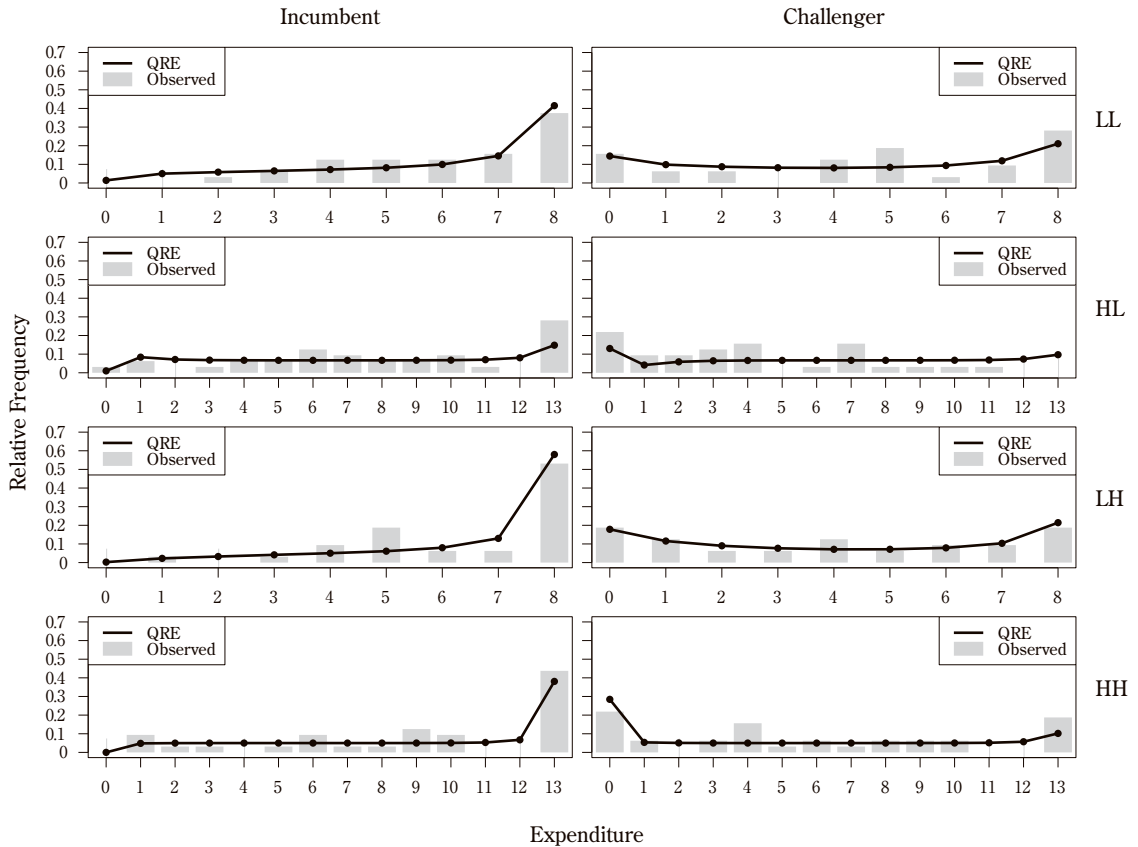 Incumbent Challenger
0.7 0.6 0.5 0.4 0.3 0.2 0.1 0
QRE
Observed
QRE
Observed
LL
0 1 2 3 4 5 6 7 8
0 1 2 3 4 5 6 7 8
0.7 0.6 0.5 0.4 0.3 0.2 0.1 0
QRE
Observed
QRE
Observed
HL
0 1 2 3 4 5 6 7 8 9 10 11 12 13
0 1 2 3 4 5 6 7 8 9 10 11 12 13
Relative Frequency
0.7 0.6 0.5 0.4 0.3 0.2 0.1 0
QRE
Observed
QRE
Observed
LH
0 1 2 3 4 5 6 7 8
0 1 2 3 4 5 6 7 8
0.7 0.6 0.5 0.4 0.3 0.2 0.1 0
QRE
Observed
QRE
Observed
HH
0 1 2 3 4 5 6 7 8 9 10 11 12 13
0 1 2 3 4 5 6 7 8 9 10 11 12 13
Expenditure